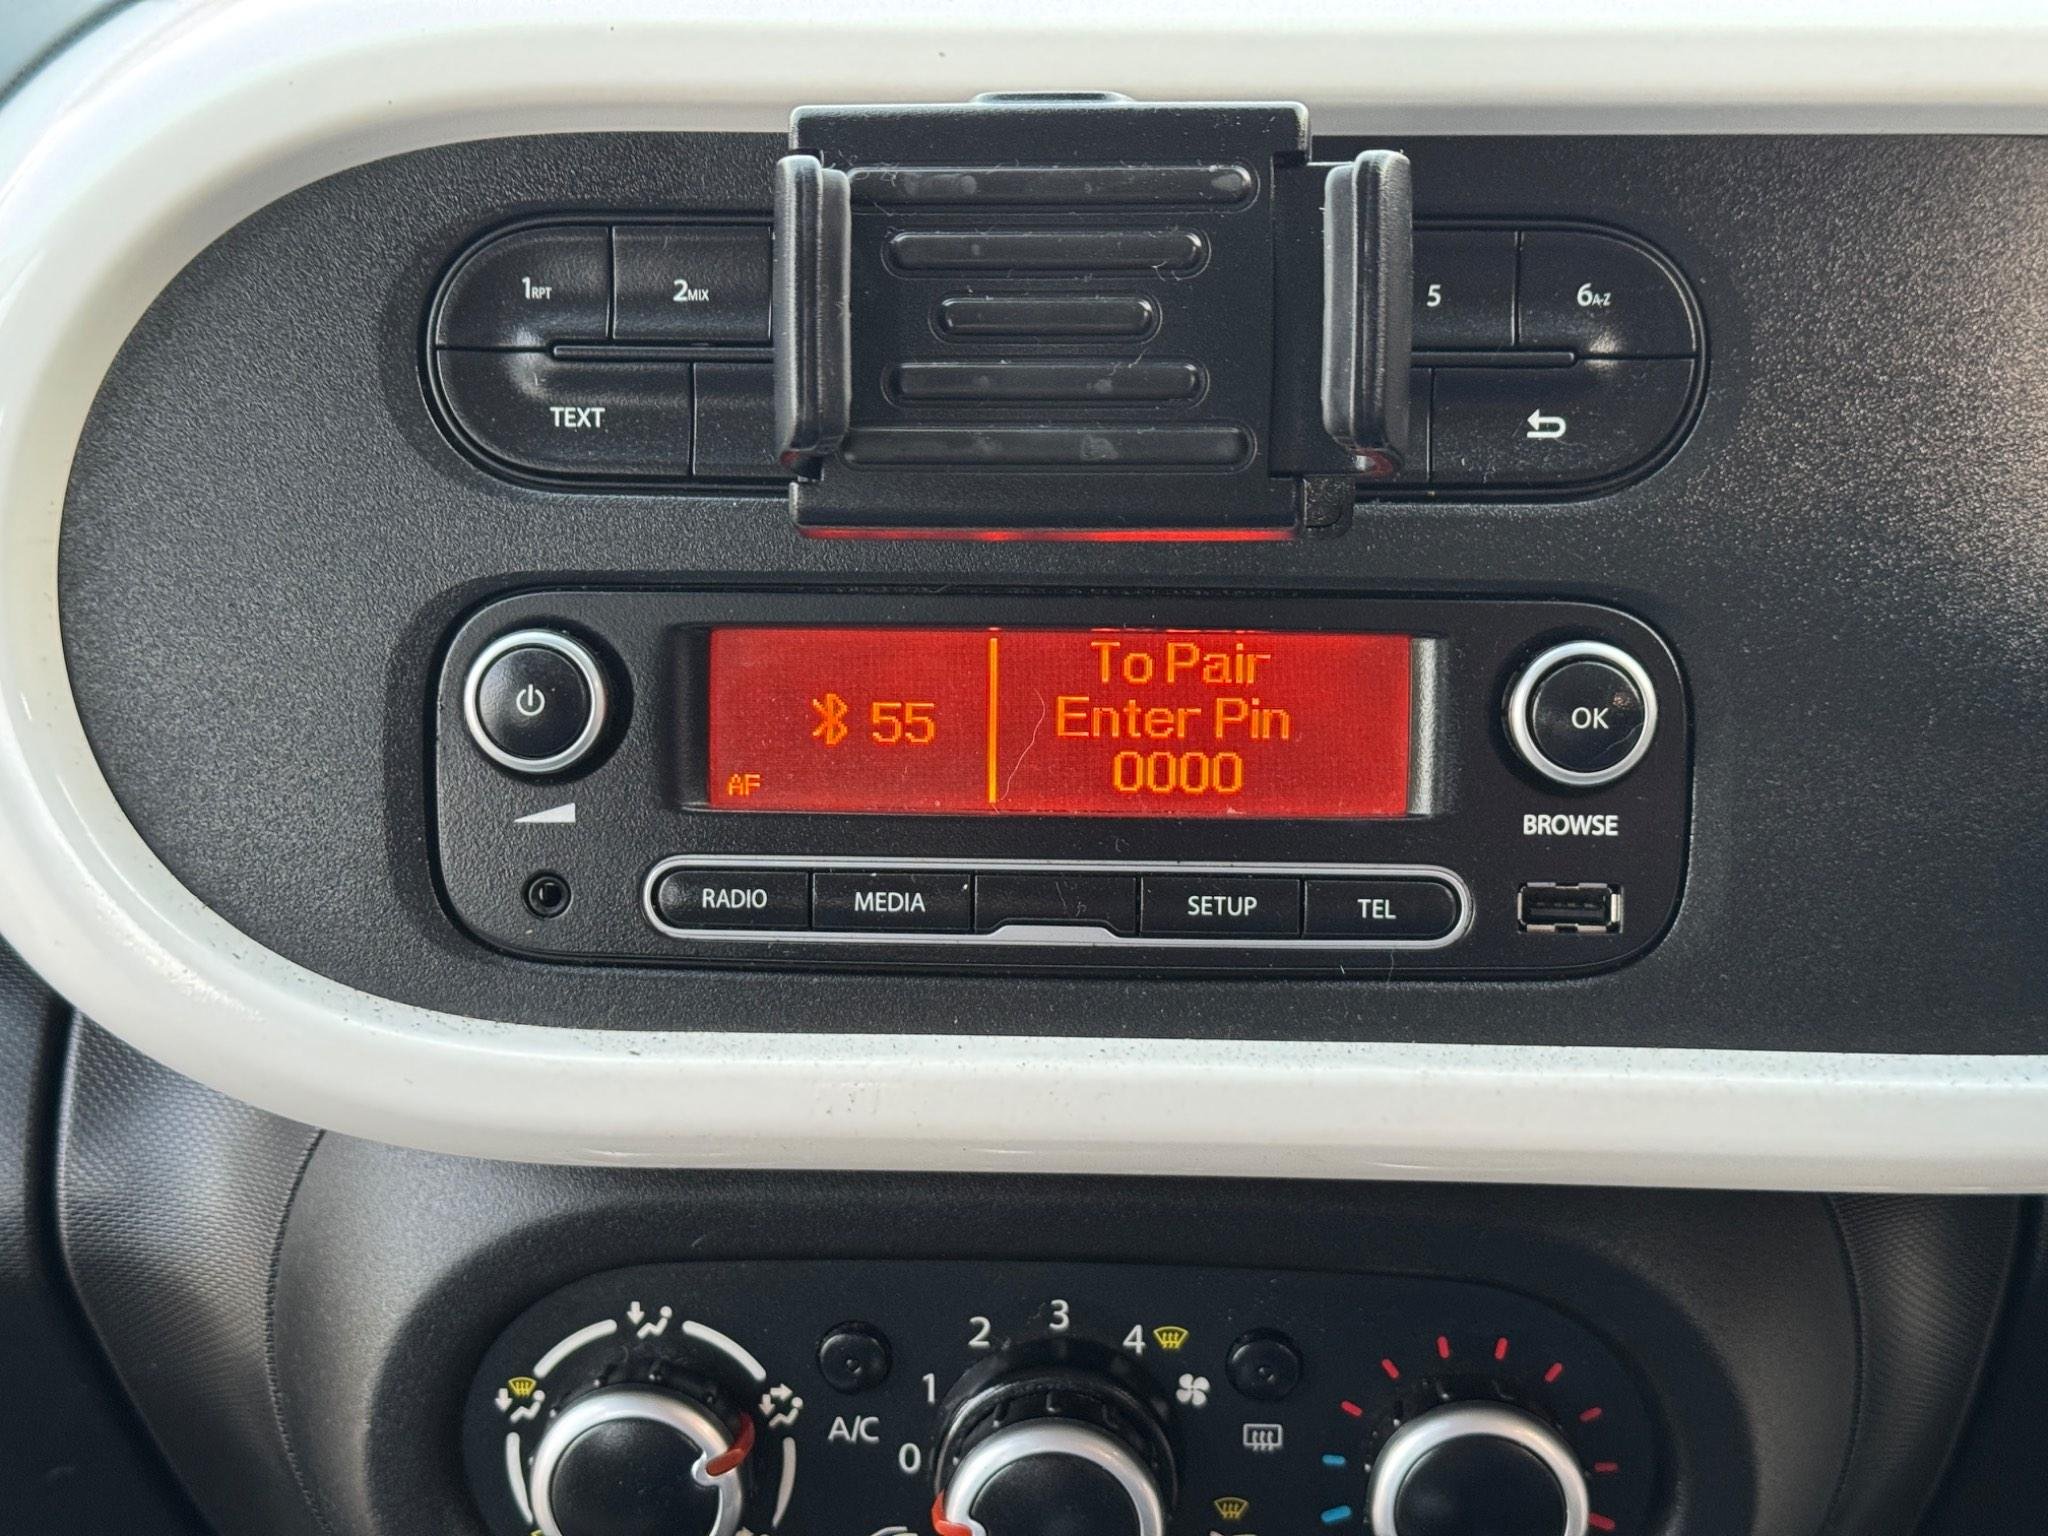 1RPT
2MIX
5
6A-Z
TEXT
55
To Pair
Enter Pin
0000
AF
OK
BROWSE
RADIO
MEDIA
SETUP
TEL
0
1
2
3
4
A/C